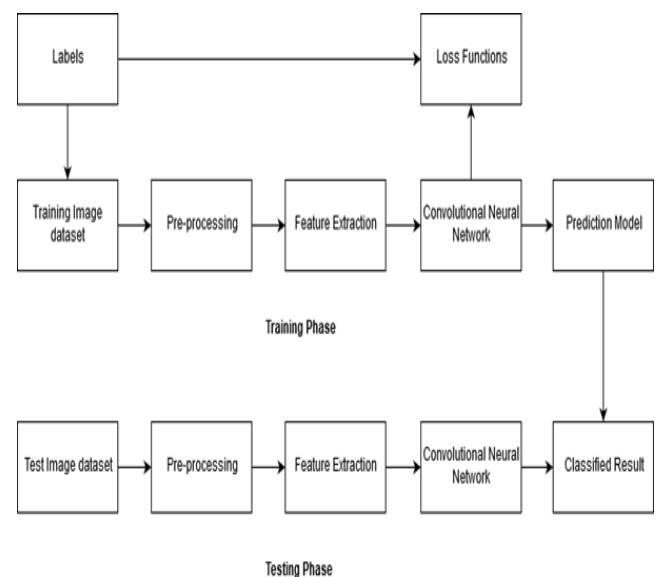 Labels
Loss Functions
Training Image
dataset
Pre-processing
Feature Extraction
Convolutional Neural
Network
Prediction Model
Training Phase
Test Image dataset
Pre-processing
Feature Extraction
Convolutional Neural
Network
Classified Result
Testing Phase